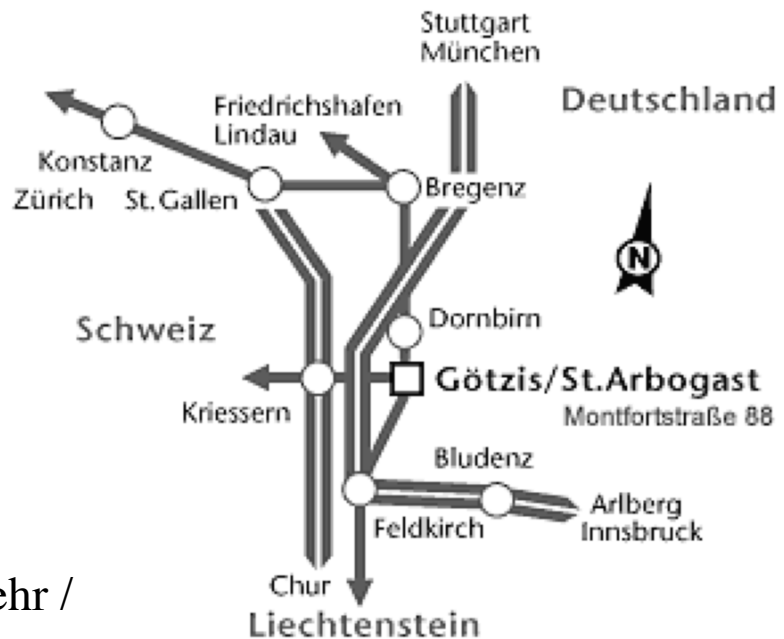 Stuttgart
München
Deutschland
Friedrichshafen
Lindau
Konstanz
Zürich
St. Gallen
Bregenz
N
Schweiz
Dornbirn
Götzis/St.Arbogast
Montfortstraße 88
Kriessern
Bludenz
Arlberg
Innsbruck
Feldkirch
Chur
ehr /
Liechtenstein